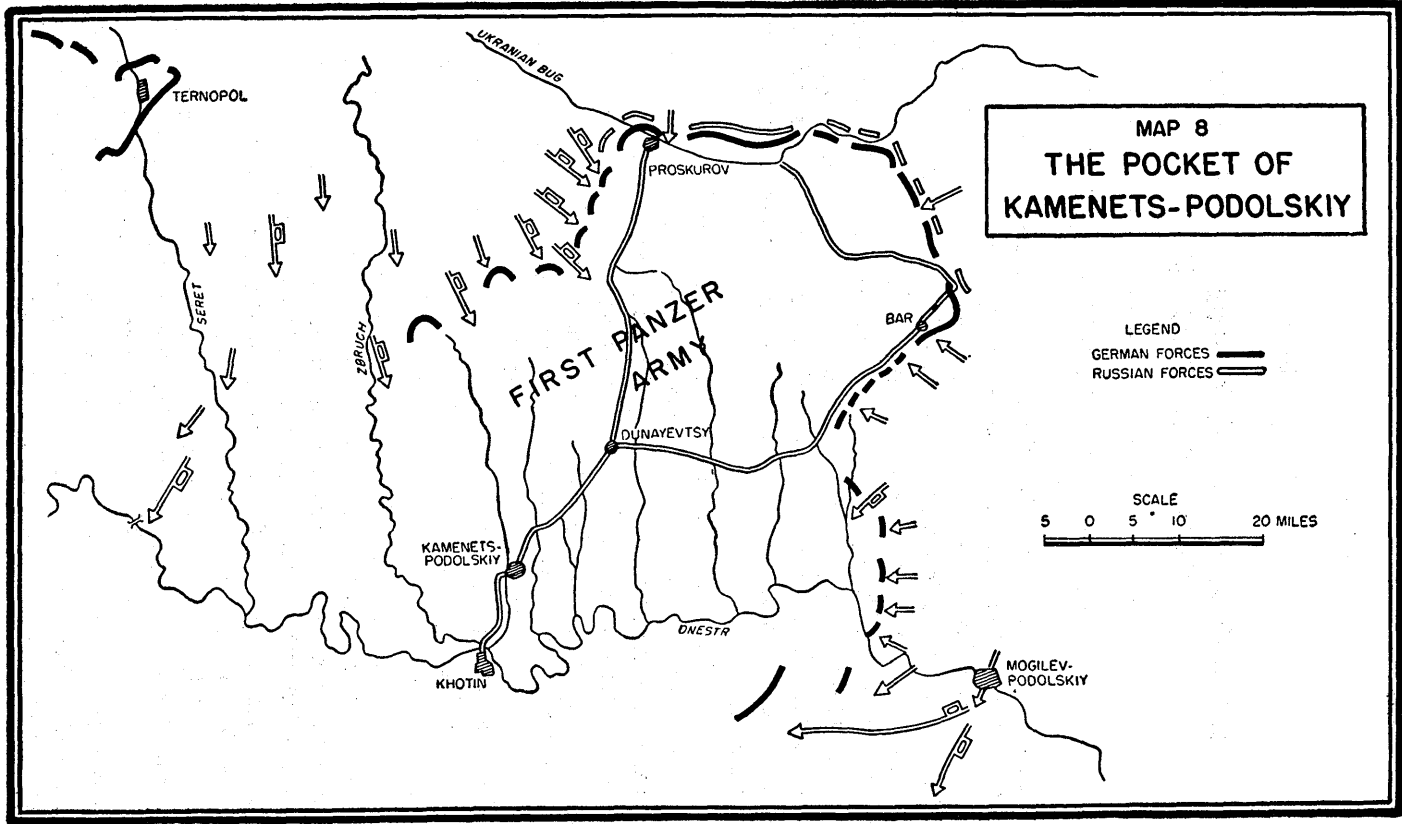 MAP 8
THE POCKET OF
KAMENETS-PODOLSKIY
UKRANIAN BUG
TERNOPOL
PROSKUROV
SERET
ZBRUCH
FIRST PANZER
ARMY
BAR
LEGEND
GERMAN FORCES
RUSSIAN FORCES
DUNAYEVTSY
SCALE
5 0 5 10 20 MILES
KAMENETS-
PODOLSKIY
DNESTR
KHOTIN
MOGILEV-
PODOLSKIY